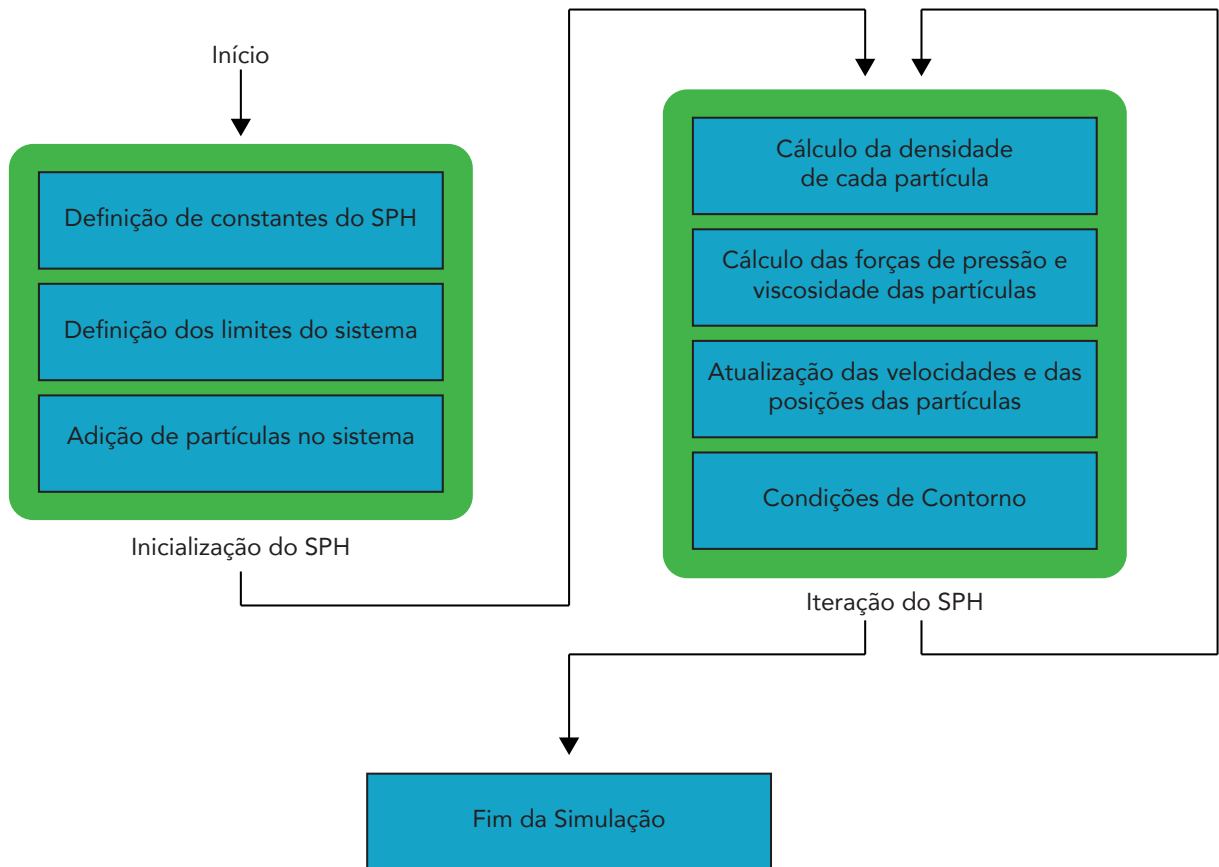 Início
Definição de constantes do SPH
Definição dos limites do sistema
Adição de partículas no sistema
Inicialização do SPH
Cálculo da densidade
de cada partícula
Cálculo das forças de pressão e
viscosidade das partículas
Atualização das velocidades e das
posições das partículas
Condições de Contorno
Iteração do SPH
Fim da Simulação